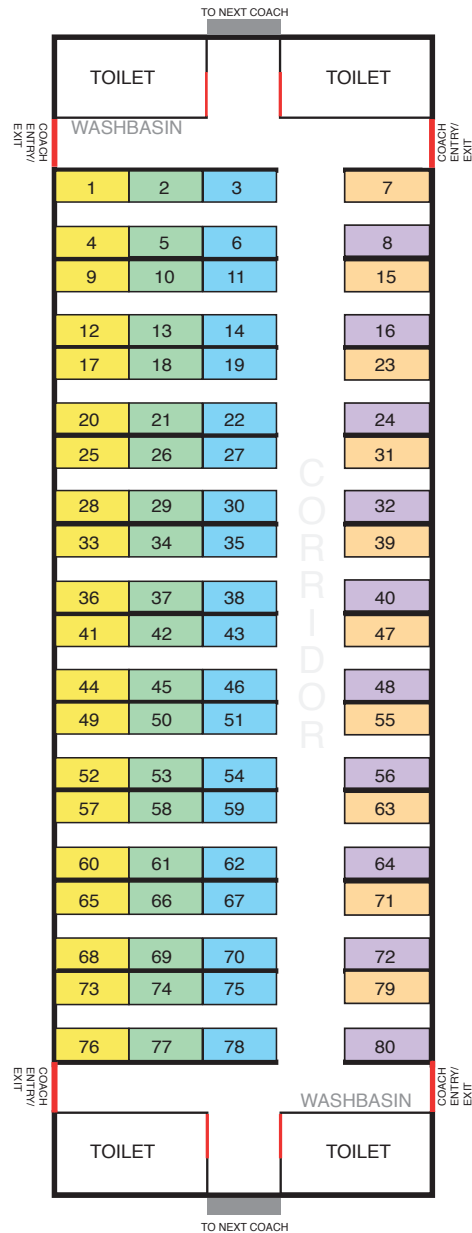 TO NEXT COACH
TOILET TOILET
WASHBASIN
COACH
ENTRY/
EXIT
COACH
ENTRY/
EXIT
1 2 3 7
4 5 6 8
9 10 11 15
12 13 14 16
17 18 19 23
20 21 22 24
25 26 27 31
28 29 30 32
33 34 35 39
36 37 38 40
41 42 43 47
44 45 46 48
49 50 51 55
52 53 54 56
57 58 59 63
60 61 62 64
65 66 67 71
68 69 70 72
73 74 75 79
76 77 78 80
CORRIDOR
COACH
ENTRY/
EXIT
COACH
ENTRY/
EXIT
WASHBASIN
TOILET TOILET
TO NEXT COACH